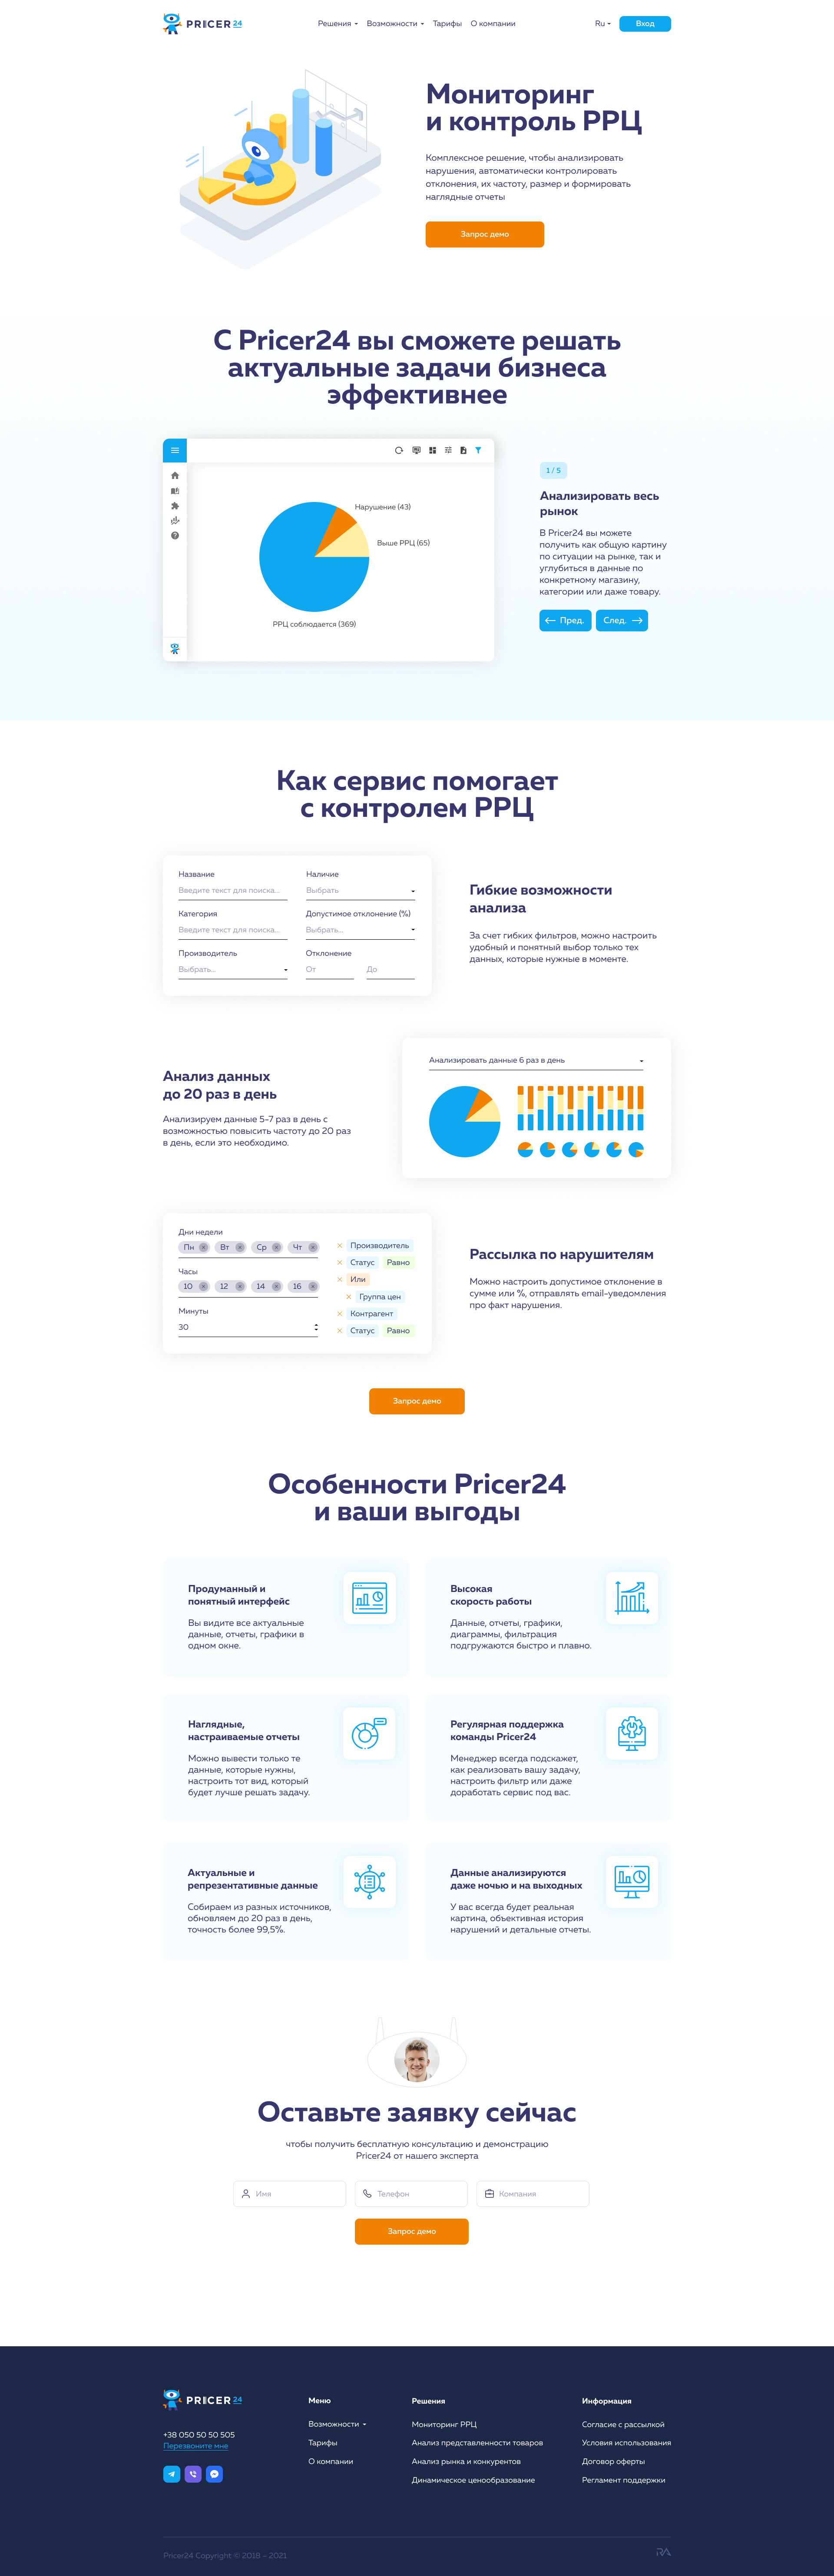 PRICER 24
Решения
Возможности
Тарифы
О компании
Ru
Вход
Мониторинг
и контроль РРЦ
Комплексное решение, чтобы анализировать
нарушения, автоматически контролировать
отклонения, их частоту, размер и формировать
наглядные отчеты
Запрос демо
С Pricer24 вы сможете решать
актуальные задачи бизнеса
эффективнее
Нарушение (43)
Выше РРЦ (65)
РРЦ соблюдается (369)
1 / 5
Анализировать весь
рынок
В Pricer24 вы можете
получить как общую картину
по ситуации на рынке, так и
углубиться в данные по
конкретному магазину,
категории или даже товару.
Пред.
След.
Как сервис помогает
с контролем РРЦ
Название
Наличие
Введите текст для поиска...
Выбрать
Категория
Допустимое отклонение (%)
Введите текст для поиска...
Выбрать...
Производитель
Отклонение
Выбрать...
От
До
Гибкие возможности
анализа
За счет гибких фильтров, можно настроить
удобный и понятный выбор только тех
данных, которые нужные в моменте.
Анализ данных
до 20 раз в день
Анализируем данные 5-7 раз в день с
возможностью повысить частоту до 20 раз
в день, если это необходимо.
Анализировать данные 6 раз в день
Дни недели
Пн
Вт
Ср
Чт
Часы
10
12
14
16
Минуты
30
Производитель
Статус
Равно
Или
Группа цен
Контрагент
Статус
Равно
Рассылка по нарушителям
Можно настроить допустимое отклонение в
сумме или %, отправлять email-уведомления
про факт нарушения.
Запрос демо
Особенности Pricer24
и ваши выгоды
Продуманный и
понятный интерфейс
Вы видите все актуальные
данные, отчеты, графики в
одном окне.
Высокая
скорость работы
Данные, отчеты, графики,
диаграммы, фильтрация
подгружаются быстро и плавно.
Наглядные,
настраиваемые отчеты
Можно вывести только те
данные, которые нужны,
настроить тот вид, который
будет лучше решать задачу.
Регулярная поддержка
команды Pricer24
Менеджер всегда подскажет,
как реализовать вашу задачу,
настроить фильтр или даже
доработать сервис под вас.
Актуальные и
репрезентативные данные
Собираем из разных источников,
обновляем до 20 раз в день,
точность более 99,5%.
Данные анализируются
даже ночью и на выходных
У вас всегда будет реальная
картина, объективная история
нарушений и детальные отчеты.
Оставьте заявку сейчас
чтобы получить бесплатную консультацию и демонстрацию
Pricer24 от нашего эксперта
Имя
Телефон
Компания
Запрос демо
PRICER 24
+38 050 50 50 505
Перезвоните мне
Меню
Возможности
Тарифы
О компании
Решения
Мониторинг РРЦ
Анализ представленности товаров
Анализ рынка и конкурентов
Динамическое ценообразование
Информация
Согласие с рассылкой
Условия использования
Договор оферты
Регламент поддержки
Pricer24 Copyright © 2018 – 2021